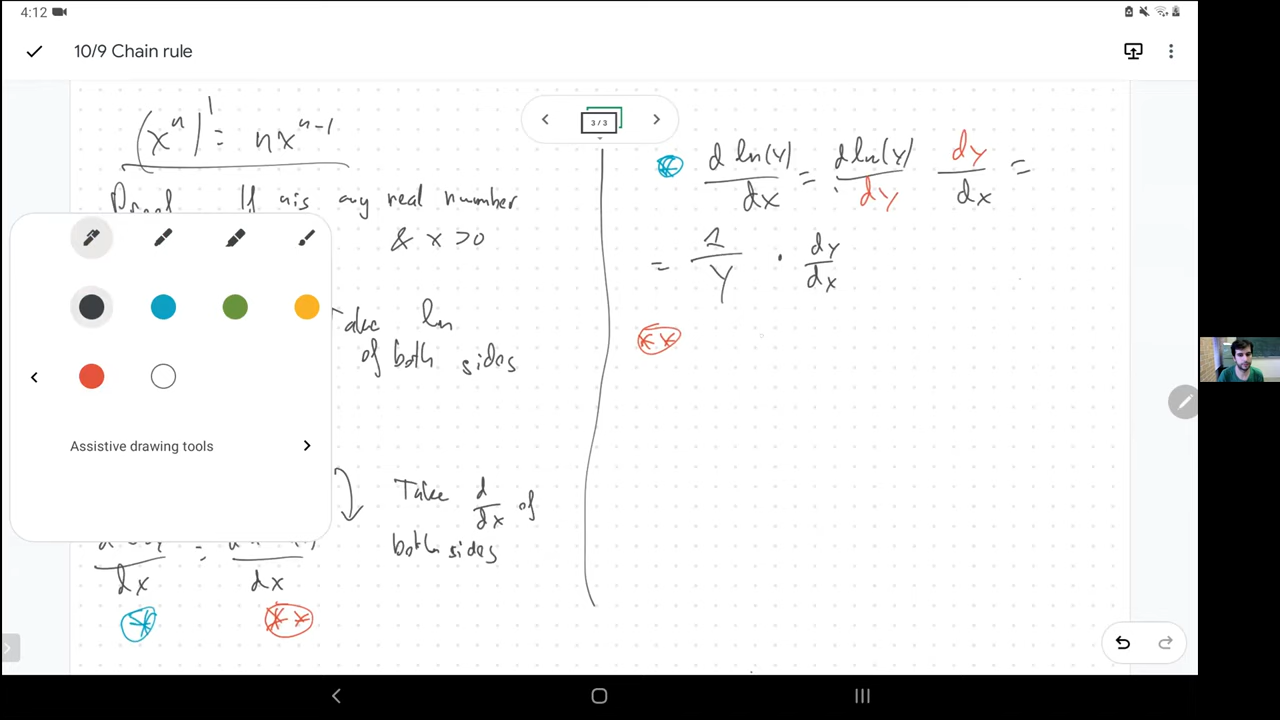 4:12
10/9 Chain rule
(xⁿ)' = nxⁿ⁻¹
3 / 3
Proof If n is any real number
& x > 0
Take ln
of both sides
Assistive drawing tools
Take d/dx of
both sides
=
dx dx
* **
* d ln(y)/dx = d ln(y)/dy dy/dx =
= 1/y · dy/dx
**